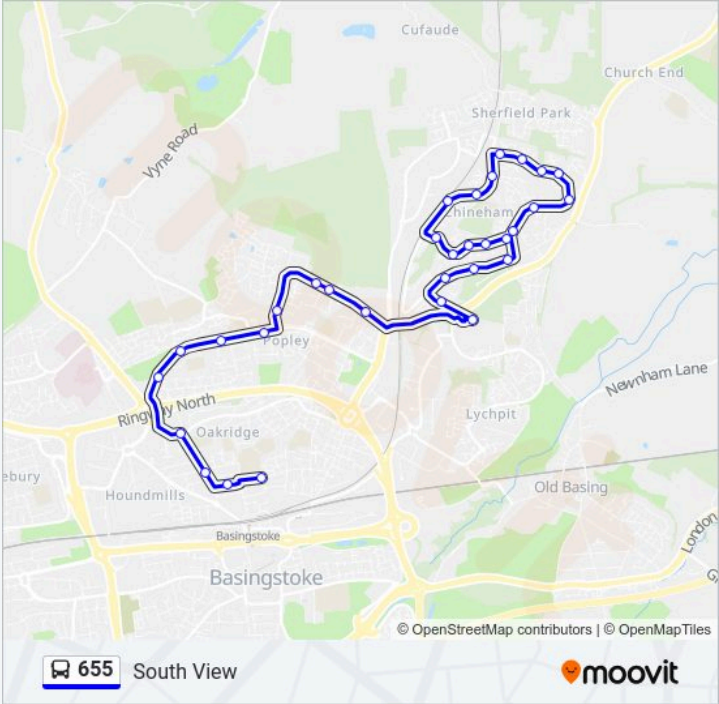 Cufaude
Church End
Sherfield Park
Vyne Road
Chineham
Popley
Newnham Lane
Ringway North
Lychpit
Oakridge
ebury
Old Basing
Houndmills
London
Basingstoke
G
Basingstoke
© OpenStreetMap contributors | © OpenMapTiles
655 South View
moovit